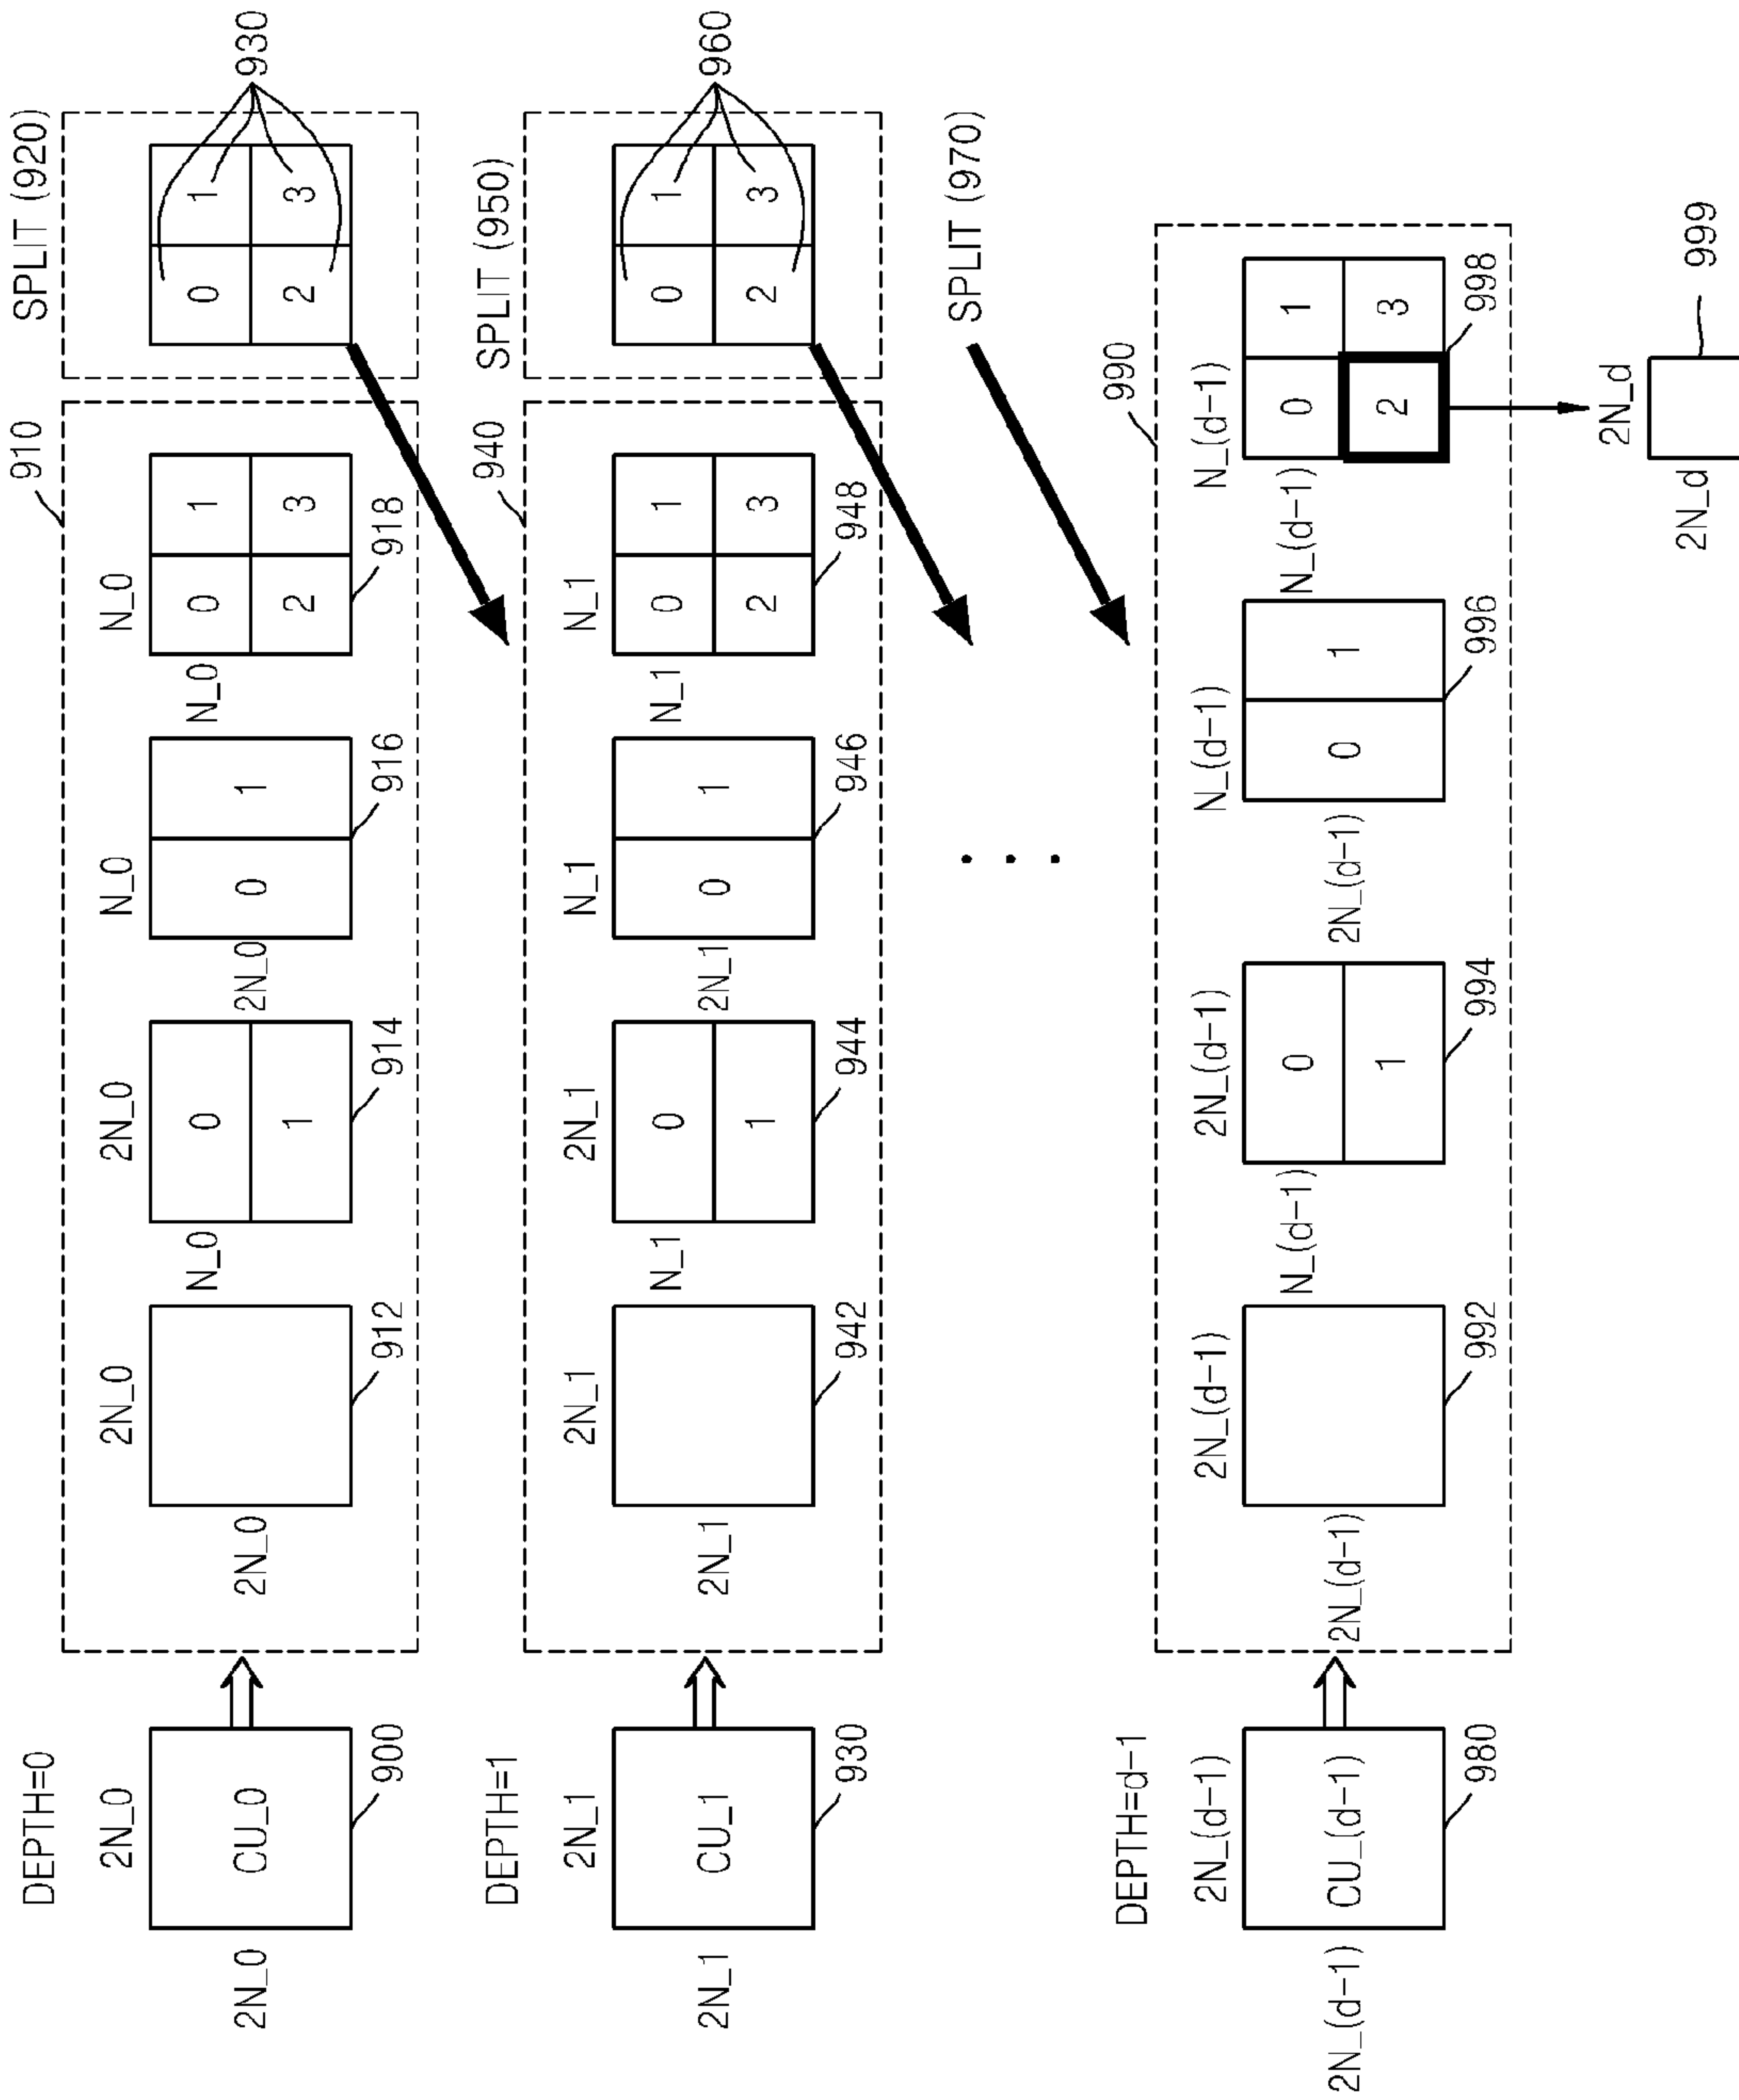 DEPTH=0
2N_0
2N_0
CU_0
900
910
2N_0
2N_0
912
2N_0
N_0
0
1
914
N_0
2N_0
0 1
916
N_0
N_0
0 1
2 3
918
SPLIT (920)
0 1
2 3
930
DEPTH=1
2N_1
2N_1
CU_1
930
940
2N_1
2N_1
942
2N_1
N_1
0
1
944
N_1
2N_1
0 1
946
N_1
N_1
0 1
2 3
948
SPLIT (950)
0 1
2 3
960
SPLIT (970)
DEPTH=d-1
2N_(d-1)
2N_(d-1)
CU_(d-1)
980
990
2N_(d-1)
2N_(d-1)
992
2N_(d-1)
N_(d-1)
0
1
994
N_(d-1)
2N_(d-1)
0 1
996
N_(d-1)
N_(d-1)
0 1
2 3
998
2N_d
2N_d
999